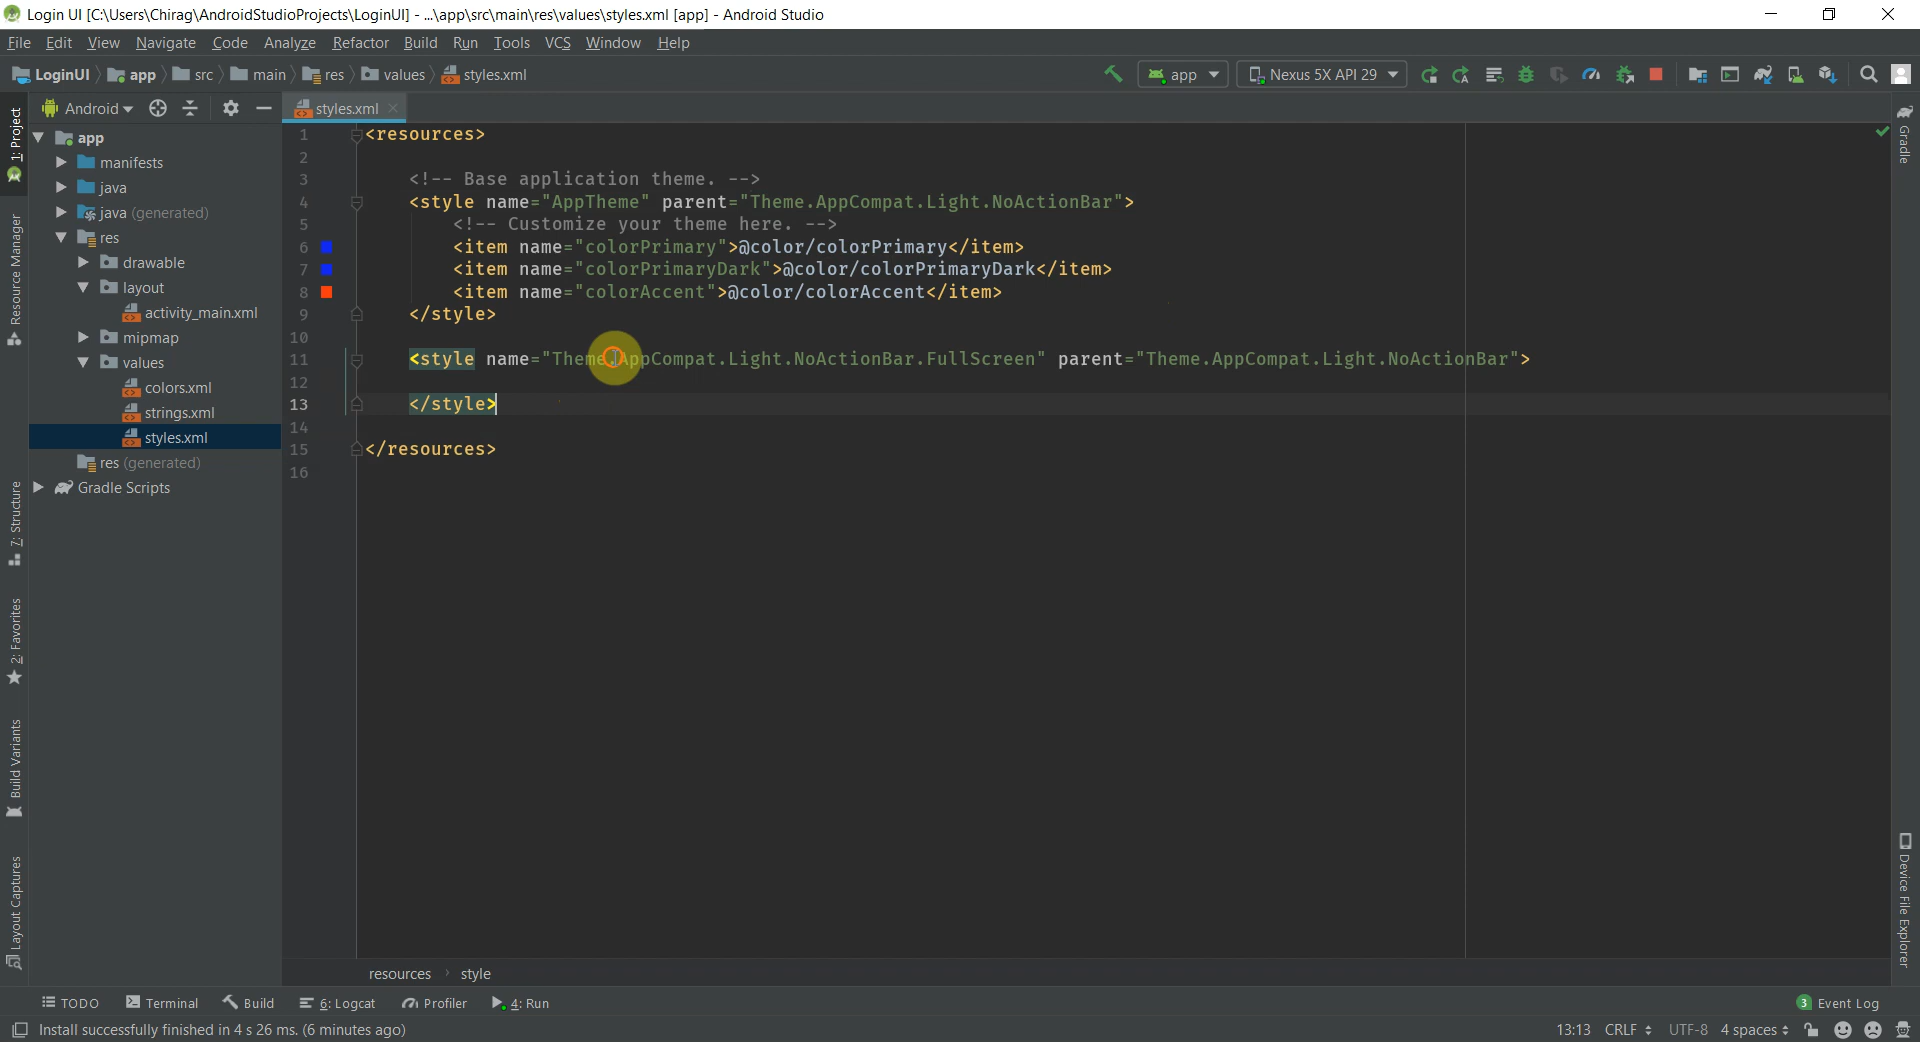 Login UI [C:\Users\Chirag\AndroidStudioProjects\LoginUI] - ...\app\src\main\res\values\styles.xml [app] - Android Studio
File Edit View Navigate Code Analyze Refactor Build Run Tools VCS Window Help
LoginUI app src main res values styles.xml app Nexus 5X API 29
Android styles.xml
1: Project
Resource Manager
7: Structure
2: Favorites
Build Variants
Layout Captures
app
manifests
java
java (generated)
res
drawable
layout
activity_main.xml
mipmap
values
colors.xml
strings.xml
styles.xml
res (generated)
Gradle Scripts
1 <resources>
2
3 <!-- Base application theme. -->
4 <style name="AppTheme" parent="Theme.AppCompat.Light.NoActionBar">
5 <!-- Customize your theme here. -->
6 <item name="colorPrimary">@color/colorPrimary</item>
7 <item name="colorPrimaryDark">@color/colorPrimaryDark</item>
8 <item name="colorAccent">@color/colorAccent</item>
9 </style>
10
11 <style name="Theme.AppCompat.Light.NoActionBar.FullScreen" parent="Theme.AppCompat.Light.NoActionBar">
12
13 </style>
14
15 </resources>
16
Gradle
Device File Explorer
resources style
TODO Terminal Build 6: Logcat Profiler 4: Run 3 Event Log
Install successfully finished in 4 s 26 ms. (6 minutes ago) 13:13 CRLF UTF-8 4 spaces